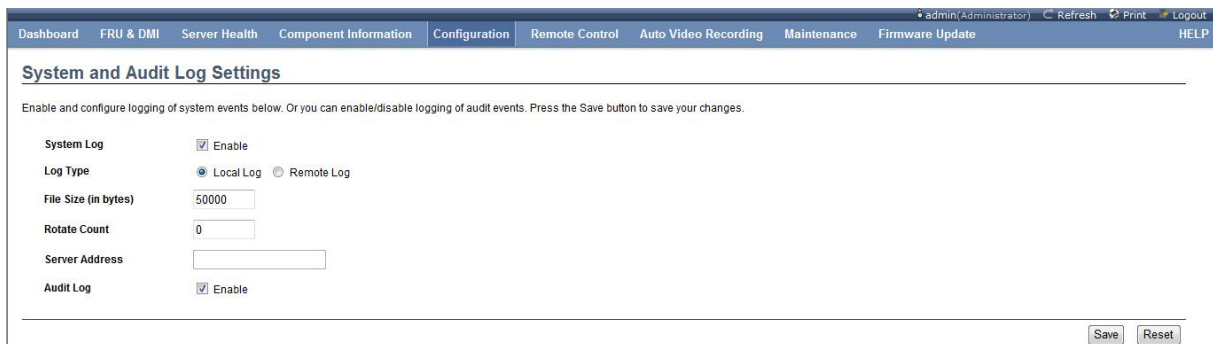 admin(Administrator) Refresh Print Logout
Dashboard FRU & DMI Server Health Component Information Configuration Remote Control Auto Video Recording Maintenance Firmware Update HELP
System and Audit Log Settings
Enable and configure logging of system events below. Or you can enable/disable logging of audit events. Press the Save button to save your changes.
System Log Enable
Log Type Local Log Remote Log
File Size (in bytes) 50000
Rotate Count 0
Server Address
Audit Log Enable
Save Reset